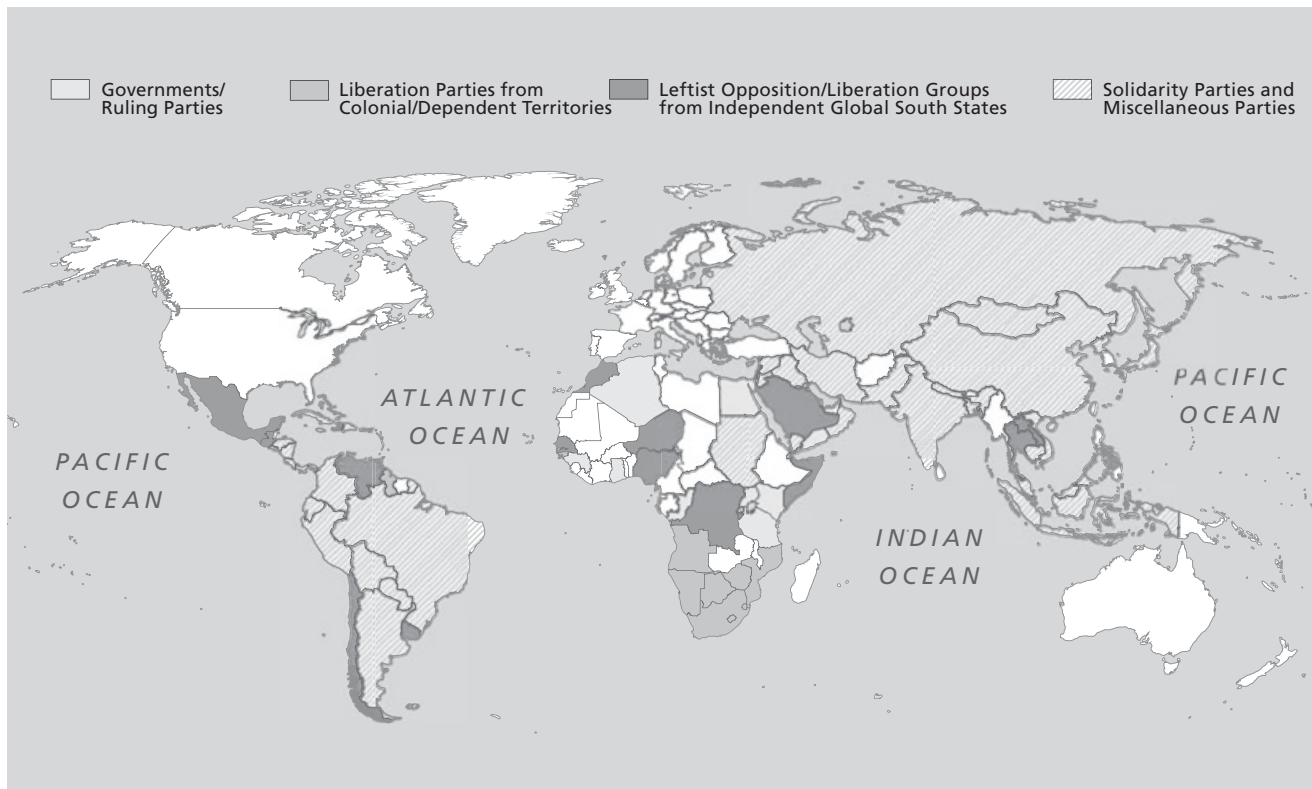 Governments/
Ruling Parties
Liberation Parties from
Colonial/Dependent Territories
Leftist Opposition/Liberation Groups
from Independent Global South States
Solidarity Parties and
Miscellaneous Parties
ATLANTIC
OCEAN
PACIFIC
OCEAN
PACIFIC
OCEAN
INDIAN
OCEAN